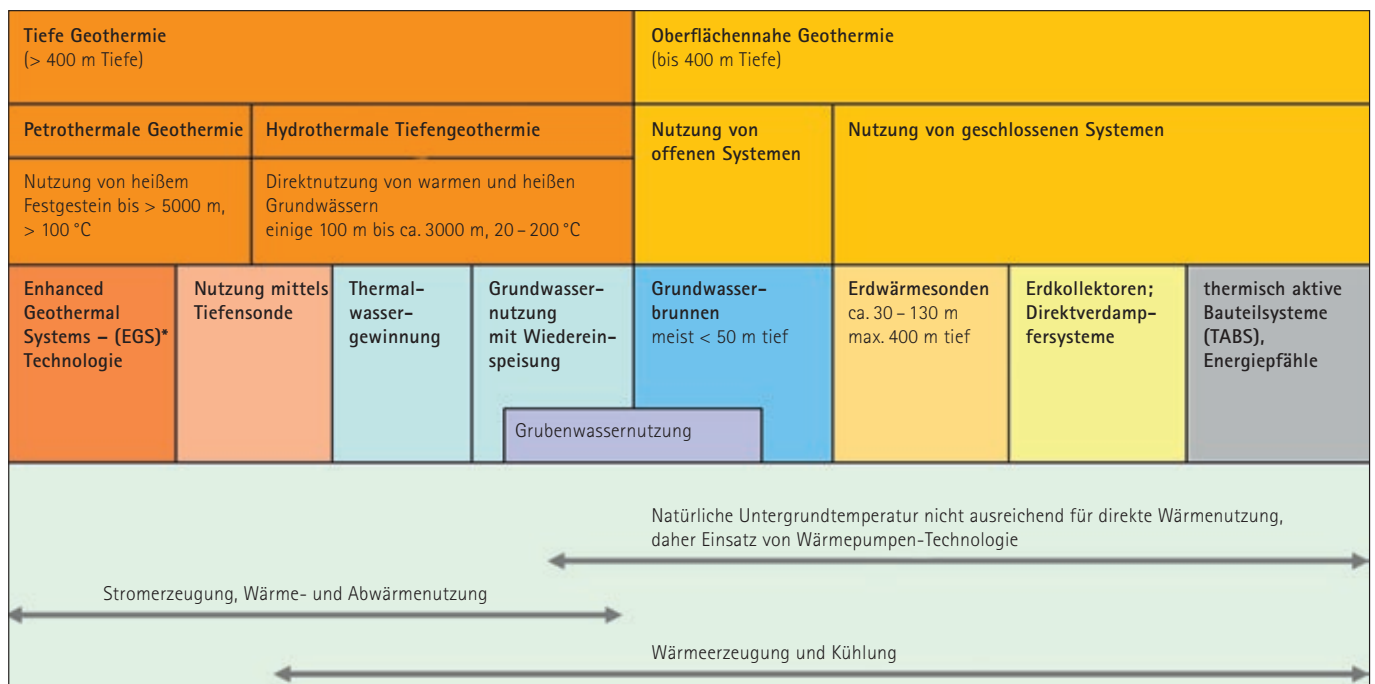 Tiefe Geothermie
(> 400 m Tiefe)
Oberflächennahe Geothermie
(bis 400 m Tiefe)
Petrothermale Geothermie
Hydrothermale Tiefengeothermie
Nutzung von
offenen Systemen
Nutzung von geschlossenen Systemen
Nutzung von heißem
Festgestein bis > 5000 m,
> 100 °C
Direktnutzung von warmen und heißen
Grundwässern
einige 100 m bis ca. 3000 m, 20 – 200 °C
Enhanced
Geothermal
Systems – (EGS)*
Technologie
Nutzung mittels
Tiefensonde
Thermal-
wasser-
gewinnung
Grundwasser-
nutzung
mit Wiederein-
speisung
Grundwasser-
brunnen
meist < 50 m tief
Erdwärmesonden
ca. 30 – 130 m
max. 400 m tief
Erdkollektoren;
Direktverdamp-
fersysteme
thermisch aktive
Bauteilsysteme
(TABS),
Energiepfähle
Grubenwassernutzung
Natürliche Untergrundtemperatur nicht ausreichend für direkte Wärmenutzung,
daher Einsatz von Wärmepumpen-Technologie
Stromerzeugung, Wärme- und Abwärmenutzung
Wärmeerzeugung und Kühlung